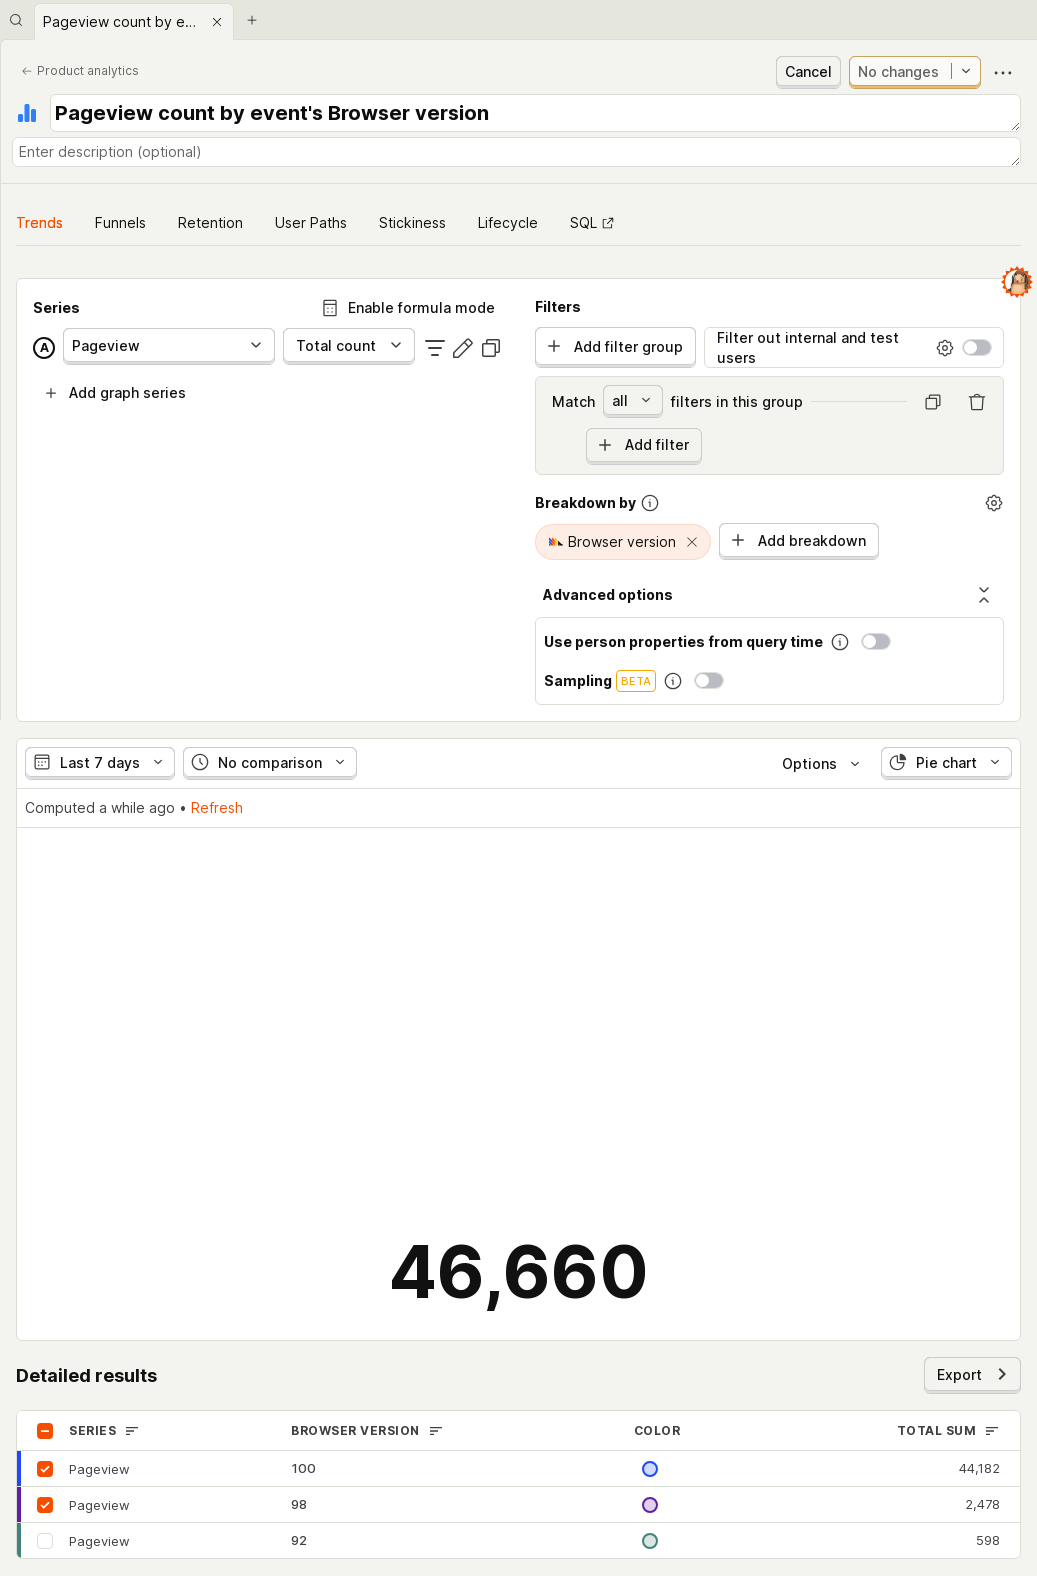 Pageview count by e...
Product analytics
Cancel
No changes
Pageview count by event's Browser version
Enter description (optional)
Trends
Funnels
Retention
User Paths
Stickiness
Lifecycle
SQL
Series
Enable formula mode
A
Pageview
Total count
Add graph series
Filters
Add filter group
Filter out internal and test
users
Match
all
filters in this group
Add filter
Breakdown by
Browser version
Add breakdown
Advanced options
Use person properties from query time
Sampling
BETA
Last 7 days
No comparison
Options
Pie chart
Computed a while ago • Refresh
46,660
Detailed results
Export
SERIES
BROWSER VERSION
COLOR
TOTAL SUM
Pageview
100
44,182
Pageview
98
2,478
Pageview
92
598